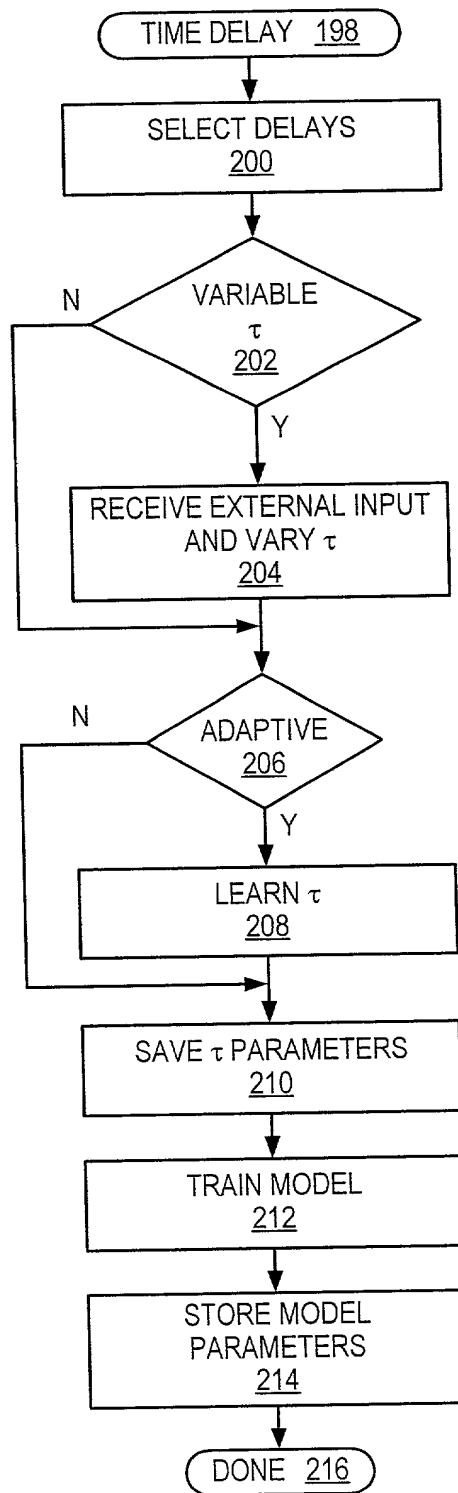 TIME DELAY 198
SELECT DELAYS
200
N
VARIABLE
τ
202
Y
RECEIVE EXTERNAL INPUT
AND VARY τ
204
N
ADAPTIVE
206
Y
LEARN τ
208
SAVE τ PARAMETERS
210
TRAIN MODEL
212
STORE MODEL
PARAMETERS
214
DONE 216